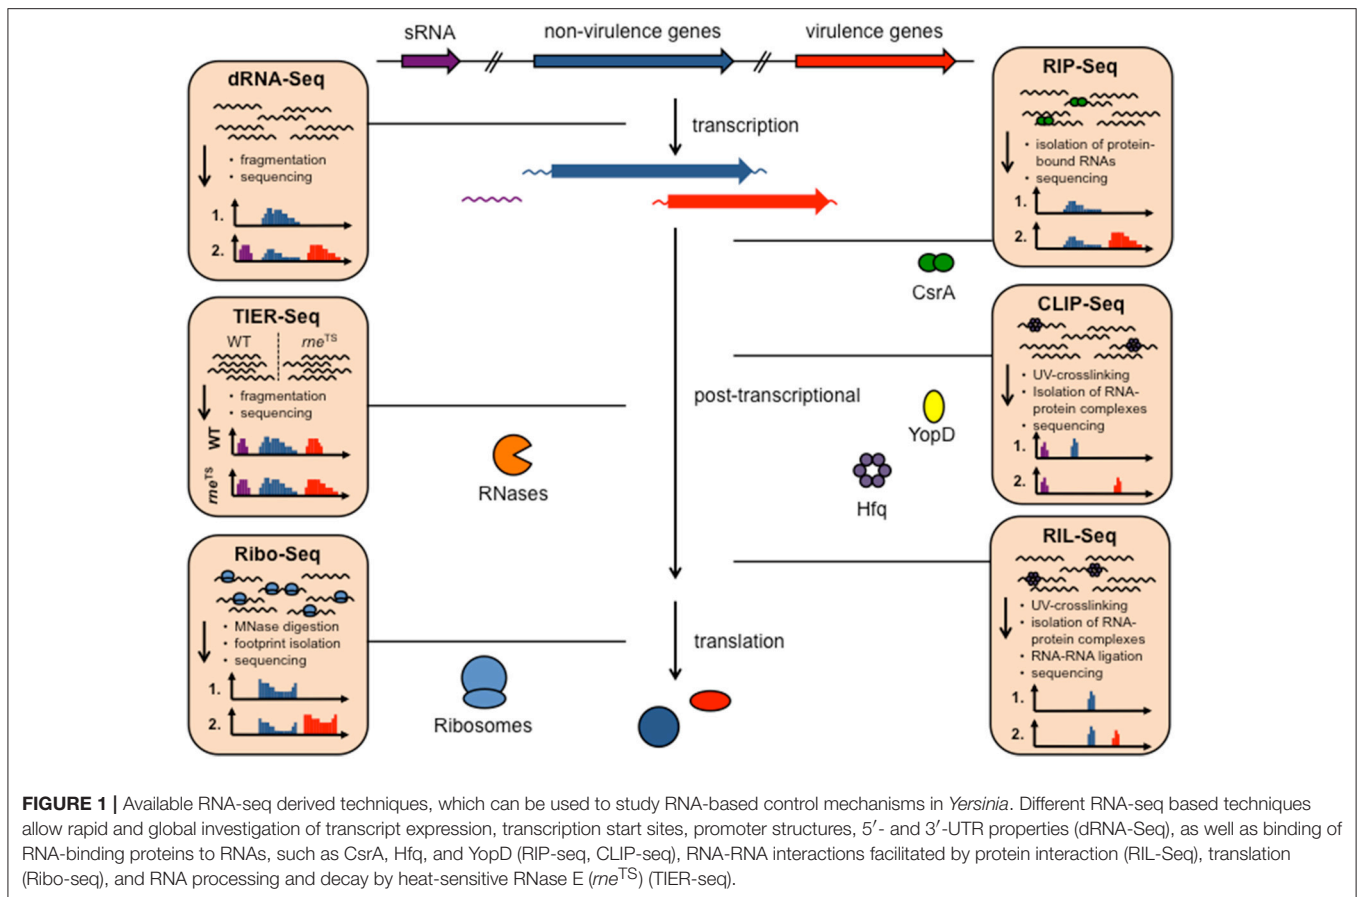 sRNA
non-virulence genes
virulence genes
dRNA-Seq
• fragmentation
• sequencing
1.
2.
TIER-Seq
WT
rneTS
• fragmentation
• sequencing
WT
rneTS
Ribo-Seq
• MNase digestion
• footprint isolation
• sequencing
1.
2.
transcription
post-transcriptional
translation
RNases
Ribosomes
CsrA
YopD
Hfq
RIP-Seq
• isolation of protein-
bound RNAs
• sequencing
1.
2.
CLIP-Seq
• UV-crosslinking
• Isolation of RNA-
protein complexes
• sequencing
1.
2.
RIL-Seq
• UV-crosslinking
• isolation of RNA-
protein complexes
• RNA-RNA ligation
• sequencing
1.
2.
FIGURE 1 | Available RNA-seq derived techniques, which can be used to study RNA-based control mechanisms in Yersinia. Different RNA-seq based techniques
allow rapid and global investigation of transcript expression, transcription start sites, promoter structures, 5′- and 3′-UTR properties (dRNA-Seq), as well as binding of
RNA-binding proteins to RNAs, such as CsrA, Hfq, and YopD (RIP-seq, CLIP-seq), RNA-RNA interactions facilitated by protein interaction (RIL-Seq), translation
(Ribo-seq), and RNA processing and decay by heat-sensitive RNase E (rneTS) (TIER-seq).